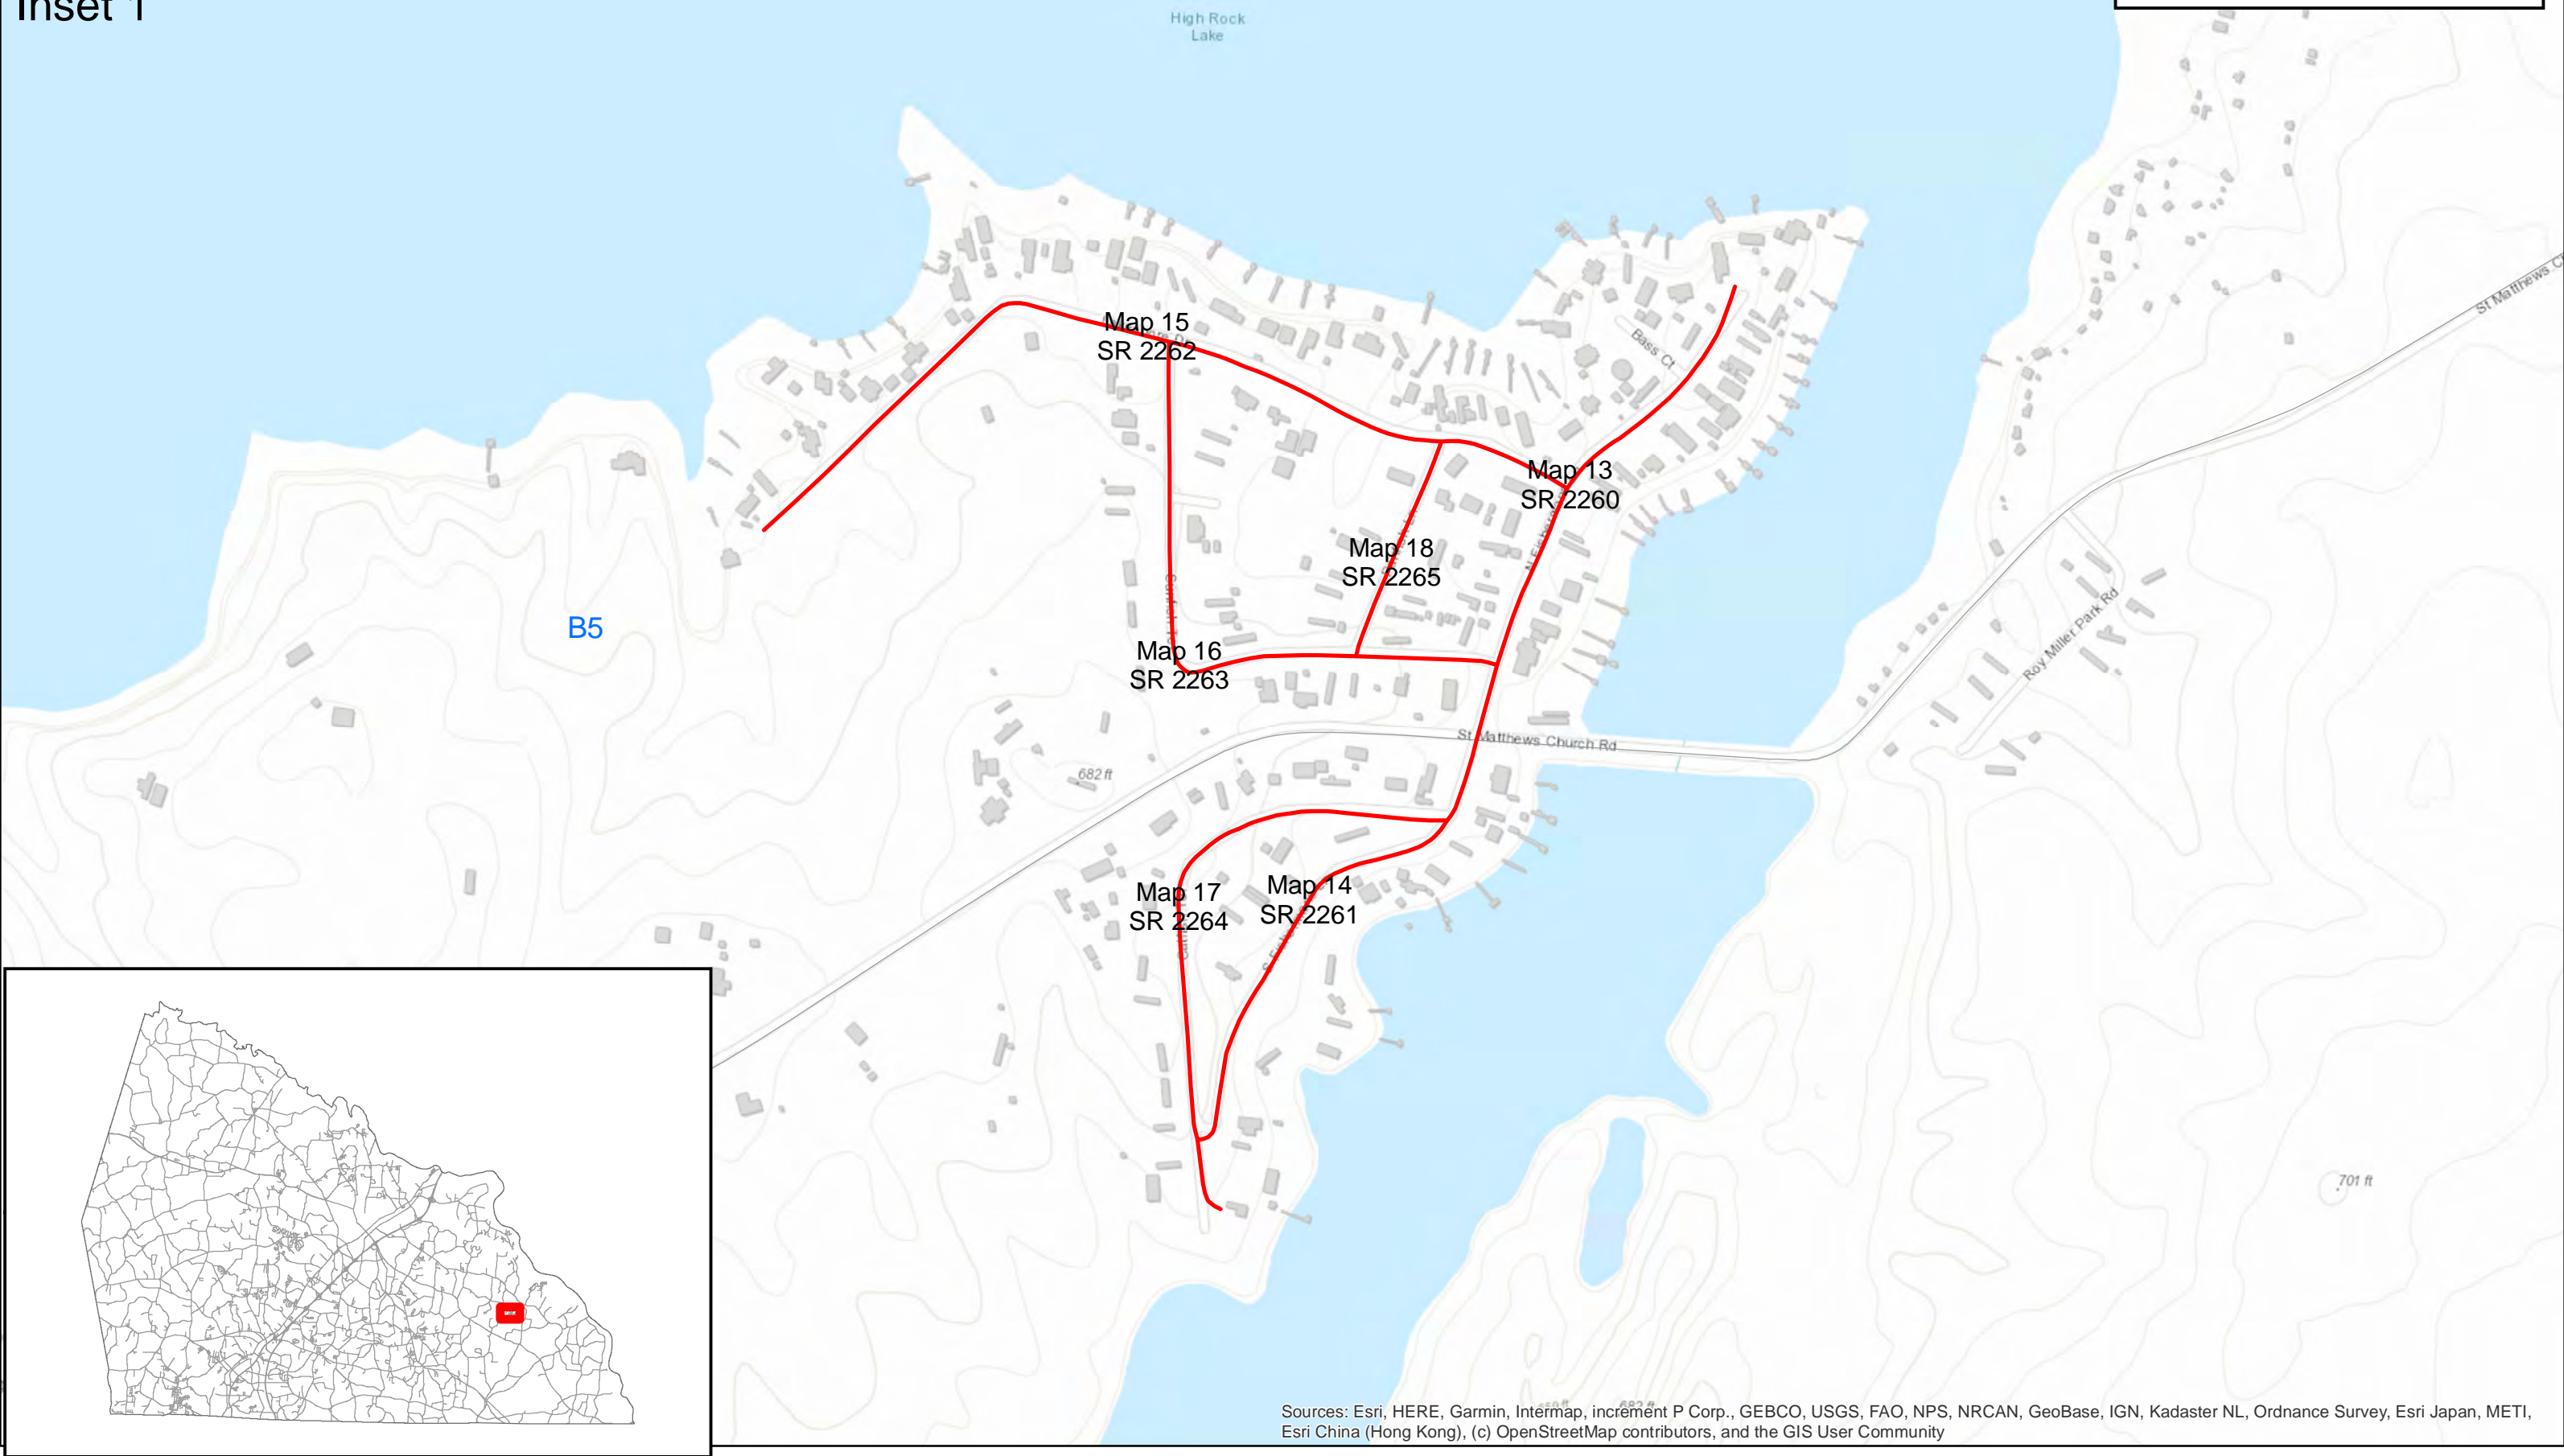 Inset 1
High Rock
Lake
St Matthews
Map 15
SR 2262
Bass Ct
Map 13
SR 2260
Map 18
SR 2265
B5
Roy Miller Park Rd
Map 16
SR 2263
St Matthews Church Rd
682 ft
Map 17
SR 2264
Map 14
SR 2261
701 ft
682 ft
Sources: Esri, HERE, Garmin, Intermap, increment P Corp., GEBCO, USGS, FAO, NPS, NRCAN, GeoBase, IGN, Kadaster NL, Ordnance Survey, Esri Japan, METI,
Esri China (Hong Kong), (c) OpenStreetMap contributors, and the GIS User Community